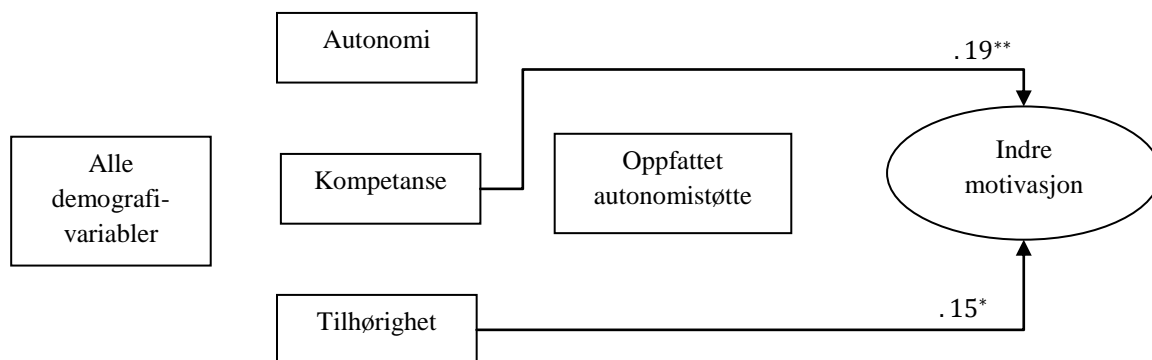 Autonomi
.19**
Alle
demografi-
variabler
Kompetanse
Oppfattet
autonomistøtte
Indre
motivasjon
Tilhørighet
.15*